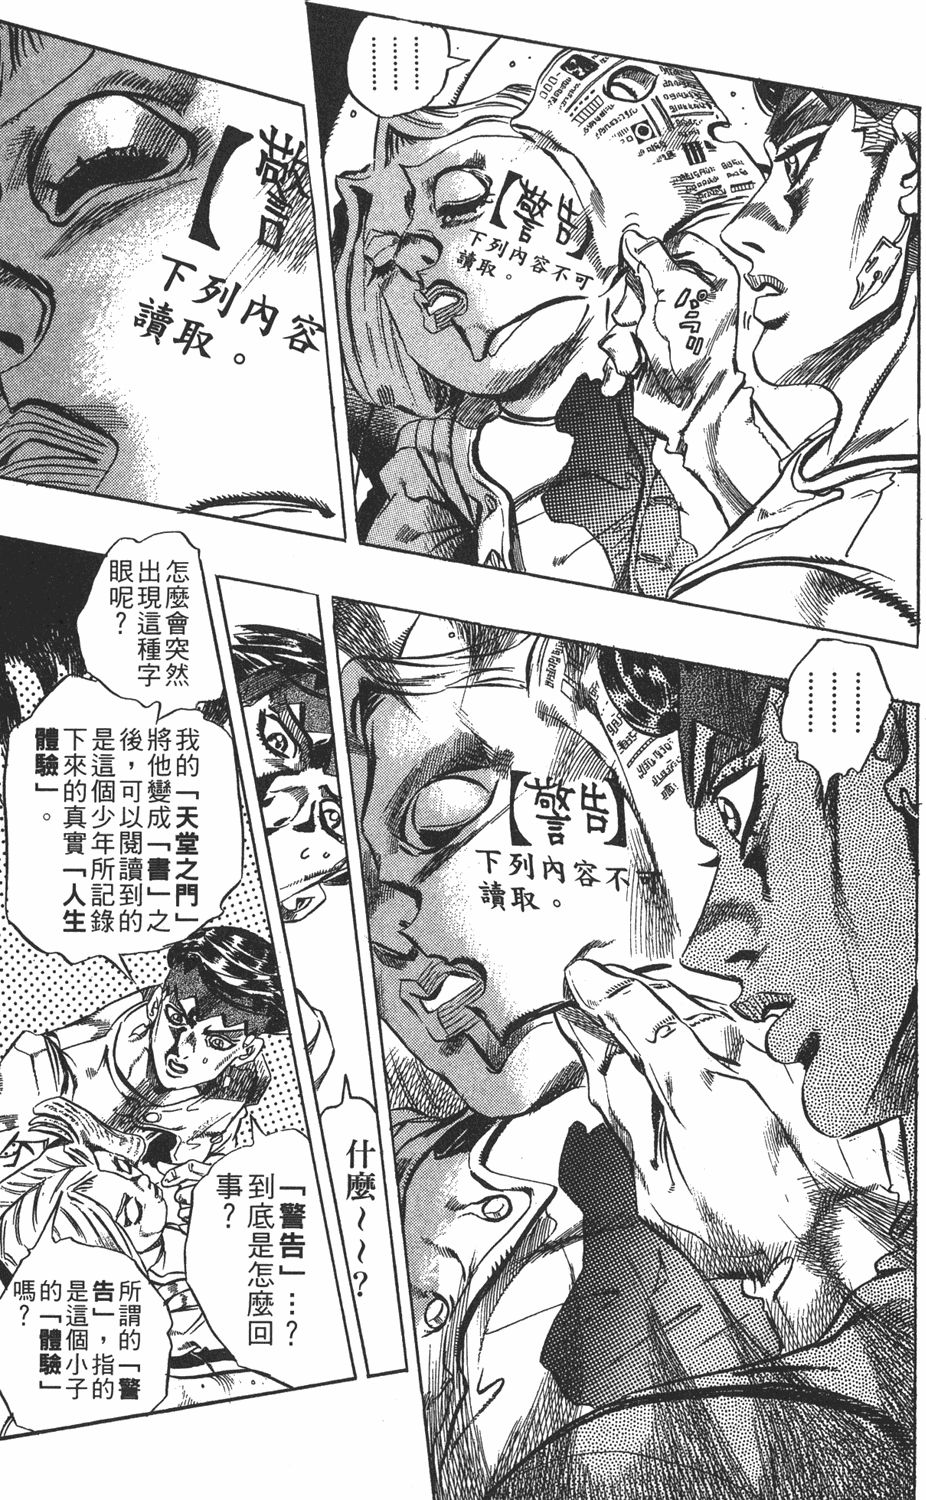 ⋯⋯⋯⋯
⋯⋯⋯⋯
【警告】
下列內容不可
讀取。
【警
下列內容
讀取。
⋯⋯⋯⋯
⋯⋯⋯⋯
【警告】
下列內容不可
讀取。
什麼～～？
怎麼會突然
出現這種字
眼呢？
我的「天堂之門」
將他變成「書」之
後，可以閱讀到的
是這個少年所記錄
下來的真實「人生
體驗」。
「警告」…？
到底是怎麼回
事？
所謂的「警
告」，指的
是這個小子
的「體驗」
嗎？